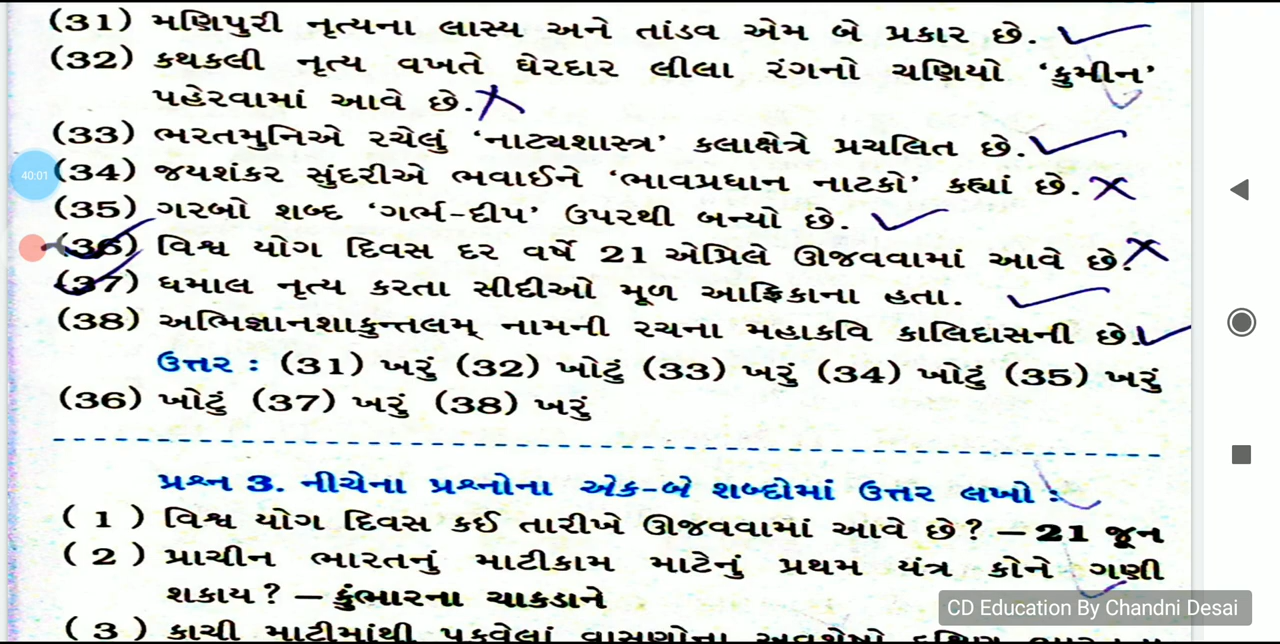 (31) મણિપુરી નૃત્યના લાસ્ય અને તાંડવ એમ બે પ્રકાર છે.
(32) કથકલી નૃત્ય વખતે ઘેરદાર લીલા રંગનો ચણિયો ‘કુમીન’
પહેરવામાં આવે છે.
(33) ભરતમુનિએ રચેલું ‘નાટ્યશાસ્ત્ર’ કલાક્ષેત્રે પ્રચલિત છે.
40:01
(34) જયશંકર સુંદરીએ ભવાઈને ‘ભાવપ્રધાન નાટકો’ કહ્યાં છે.
(35) ગરબો શબ્દ ‘ગર્ભ-દીપ’ ઉપરથી બન્યો છે.
(36) વિશ્વ યોગ દિવસ દર વર્ષે 21 એપ્રિલે ઊજવવામાં આવે છે.
(37) ધમાલ નૃત્ય કરતા સીદીઓ મૂળ આફ્રિકાના હતા.
(38) અભિજ્ઞાનશાકુન્તલમ્ નામની રચના મહાકવિ કાલિદાસની છે.
ઉત્તર : (31) ખરું (32) ખોટું (33) ખરું (34) ખોટું (35) ખરું
(36) ખોટું (37) ખરું (38) ખરું
પ્રશ્ન 3. નીચેના પ્રશ્નોના એક-બે શબ્દોમાં ઉત્તર લખો :
( 1 ) વિશ્વ યોગ દિવસ કઈ તારીખે ઊજવવામાં આવે છે? – 21 જૂન
( 2 ) પ્રાચીન ભારતનું માટીકામ માટેનું પ્રથમ યંત્ર કોને ગણી
શકાય? – કુંભારના ચાકડાને
CD Education By Chandni Desai
( 3 ) કાચી માટીમાંથી પકવેલાં વાસણોના અવશેષો